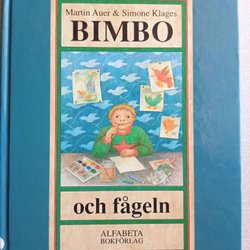 Martin Auer & Simone Klages
BIMBO
och fågeln
ALFABETA
BOKFÖRLAG